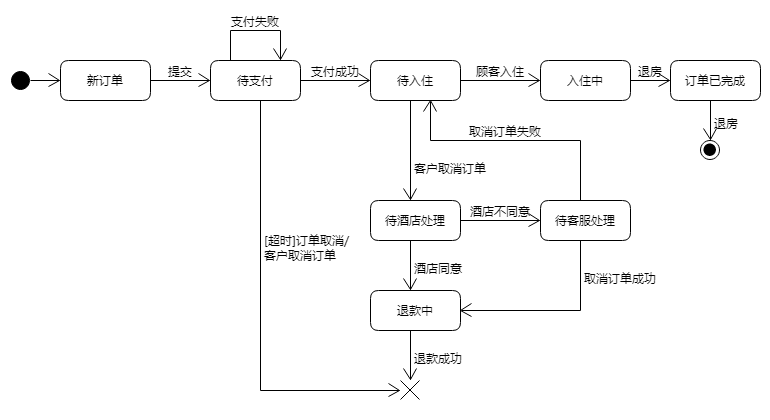 支付失败
新订单
提交
待支付
支付成功
待入住
顾客入住
入住中
退房
订单已完成
退房
取消订单失败
客户取消订单
待酒店处理
酒店不同意
待客服处理
[超时]订单取消/
客户取消订单
酒店同意
取消订单成功
退款中
退款成功